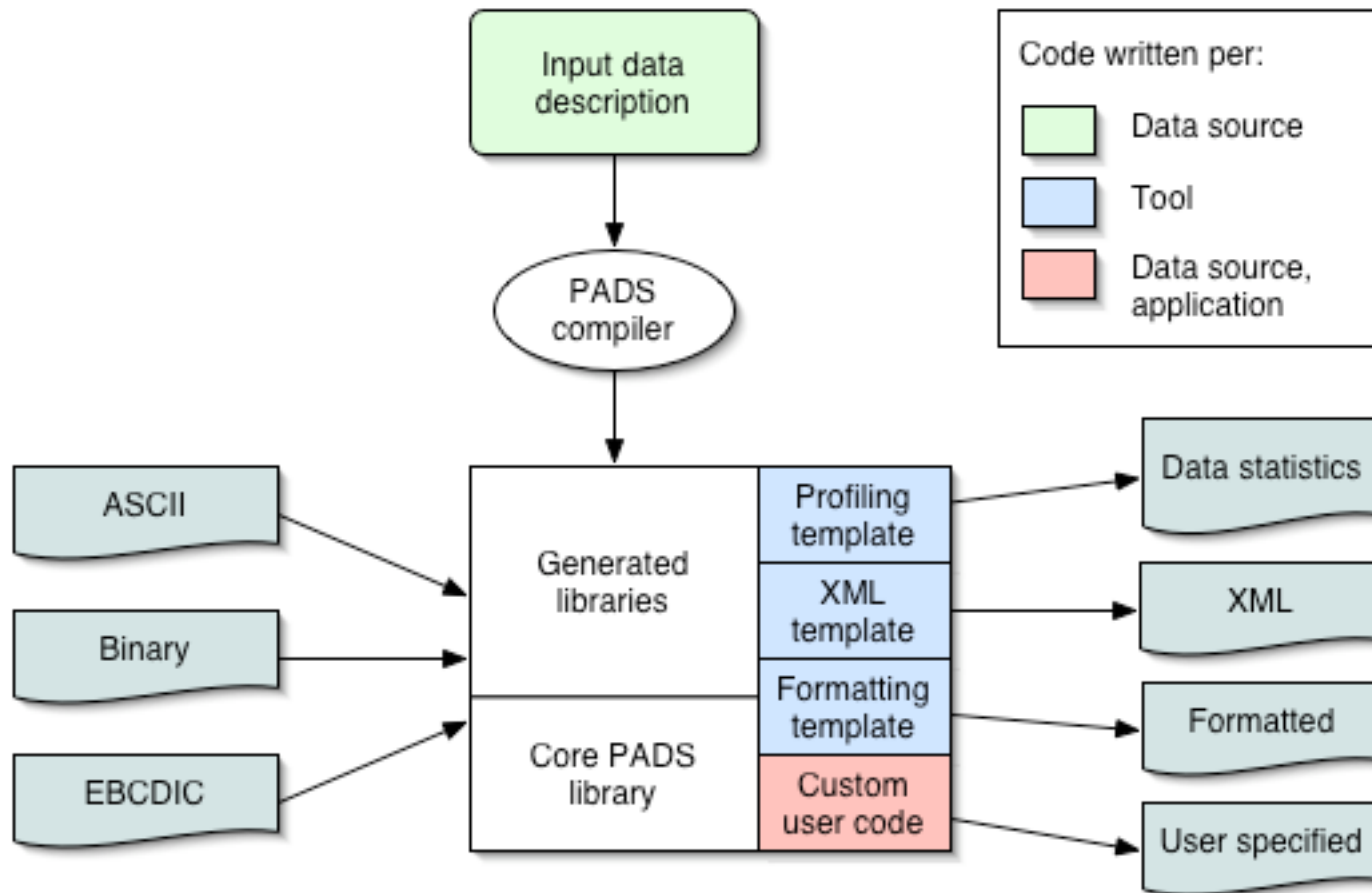 Input data
description
Code written per:
Data source
Tool
Data source,
application
PADS
compiler
ASCII
Binary
EBCDIC
Generated
libraries
Core PADS
library
Profiling
template
XML
template
Formatting
template
Custom
user code
Data statistics
XML
Formatted
User specified